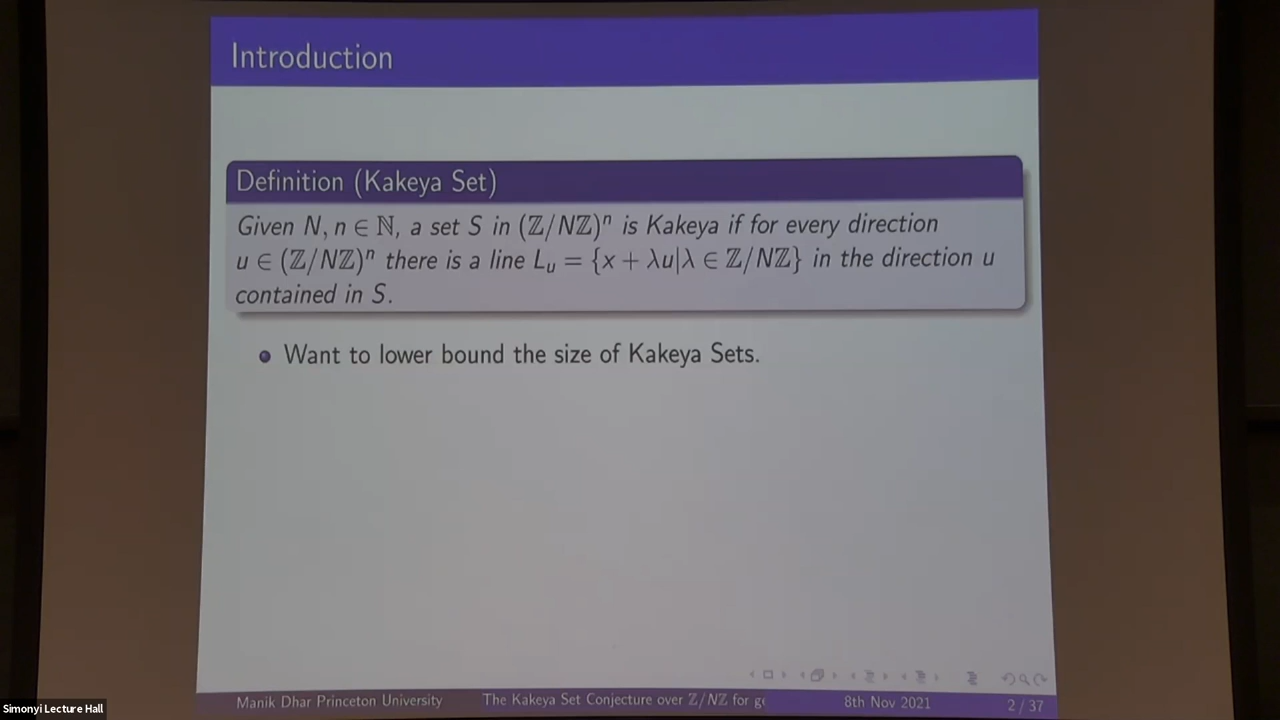 Introduction
Definition (Kakeya Set)
Given N, n ∈ ℕ, a set S in (ℤ/Nℤ)ⁿ is Kakeya if for every direction
u ∈ (ℤ/Nℤ)ⁿ there is a line Lᵤ = {x + λu|λ ∈ ℤ/Nℤ} in the direction u
contained in S.
Want to lower bound the size of Kakeya Sets.
Manik Dhar Princeton University The Kakeya Set Conjecture over ℤ/Nℤ for ge 8th Nov 2021 2 / 37
Simonyi Lecture Hall